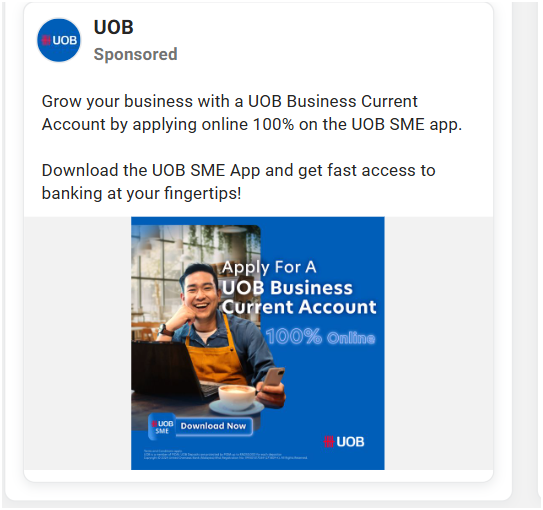 UOB
UOB
Sponsored
Grow your business with a UOB Business Current
Account by applying online 100% on the UOB SME app.
Download the UOB SME App and get fast access to
banking at your fingertips!
Apply For A
UOB Business
Current Account
100% Online
UOB
SME
Download Now
UOB